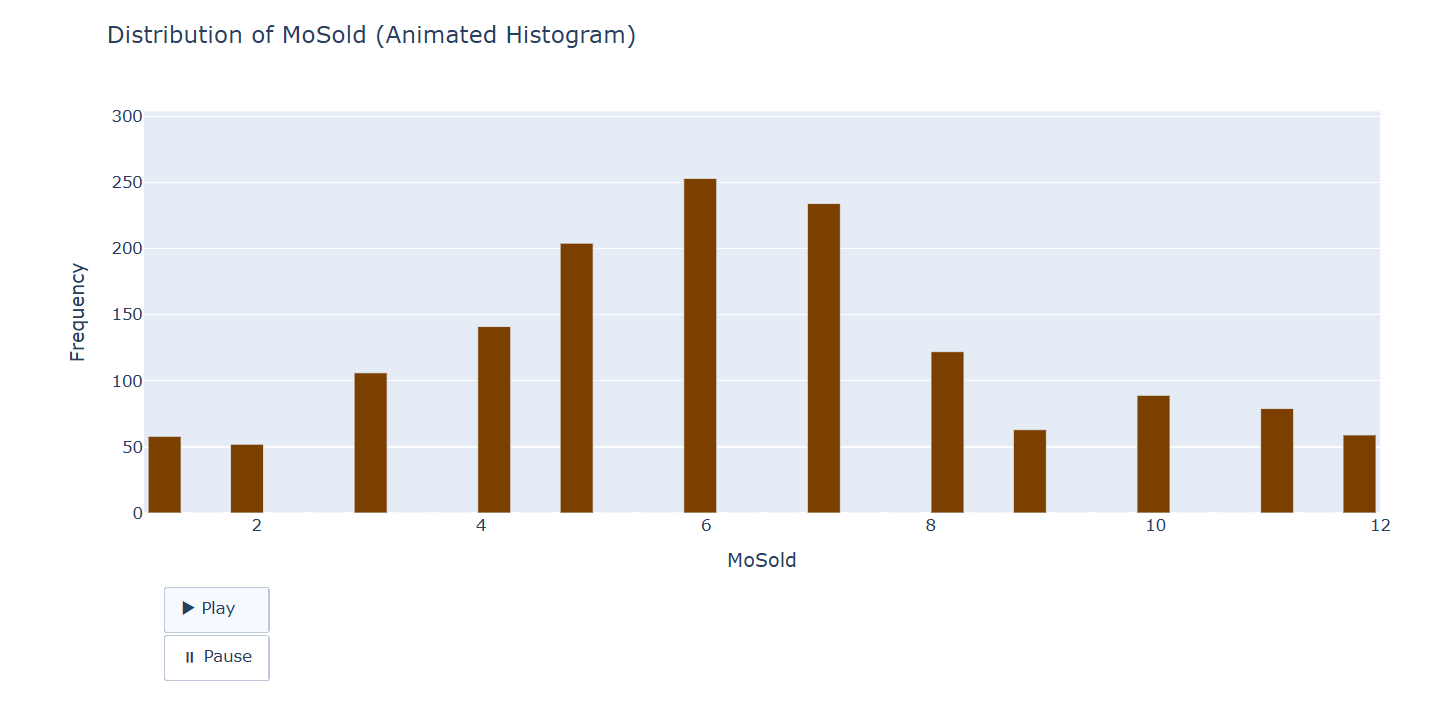 Distribution of MoSold (Animated Histogram)
300
250
200
150
100
50
0
Frequency
2 4 6 8 10 12
MoSold
▶ Play
⏸ Pause